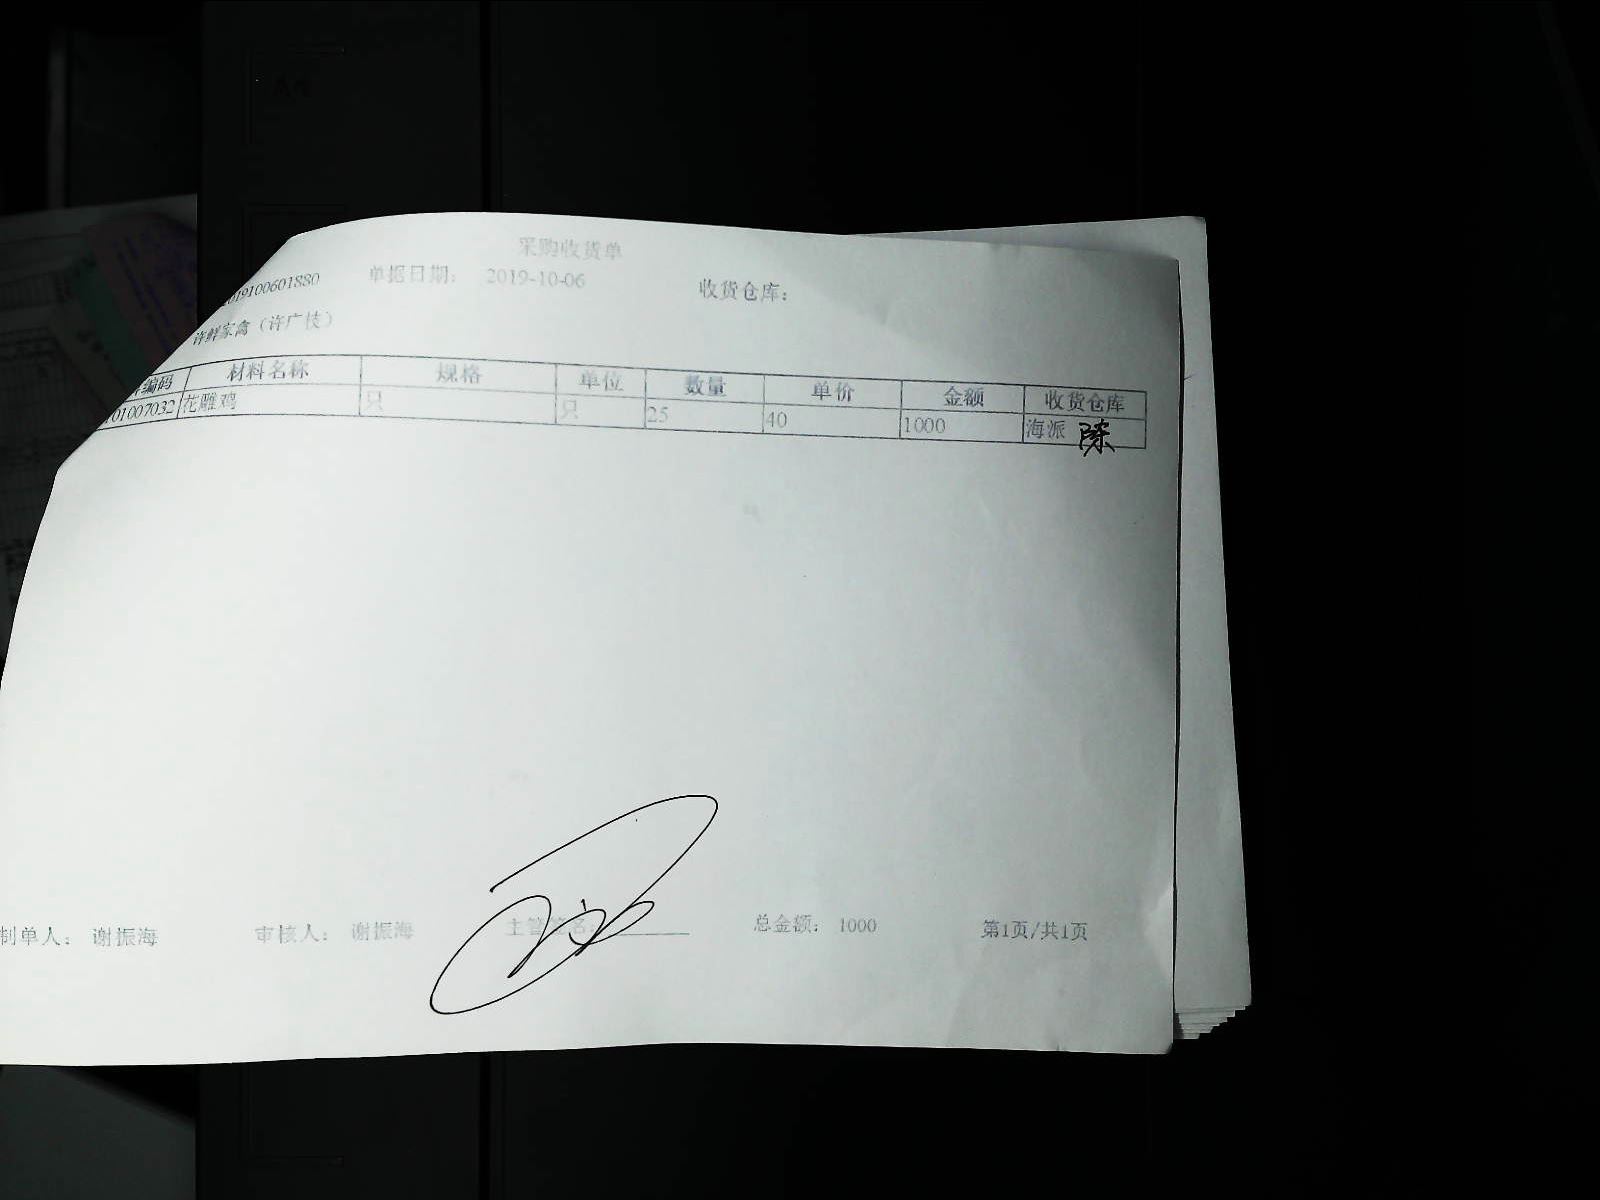 采购收货单
019100601880 单据日期： 2019-10-06 收货仓库：
许鲜家禽（许广枝）
编码 材料名称 规格 单位 数量 单价 金额 收货仓库
01007032 花雕鸡 只 只 25 40 1000 海派 陈
制单人： 谢振海 审核人： 谢振海 主管签名： 总金额： 1000 第1页/共1页